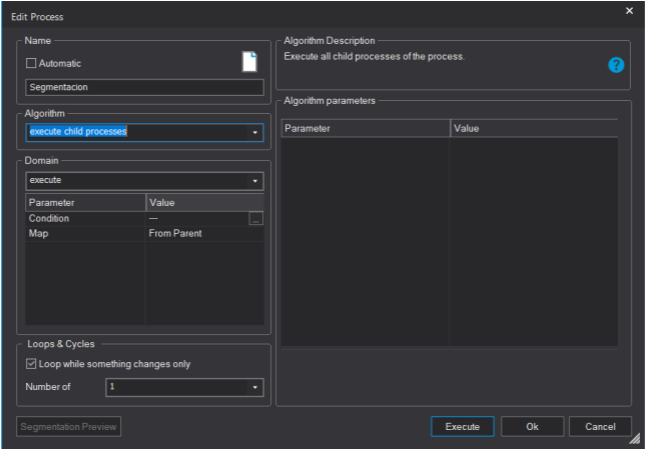 Edit Process
Name
Automatic
Segmentacion
Algorithm
execute child processes
Domain
execute
Parameter Value
Condition —
...
Map From Parent
Loops & Cycles
Loop while something changes only
Number of 1
Algorithm Description
Execute all child processes of the process.
?
Algorithm parameters
Parameter Value
Segmentation Preview
Execute Ok Cancel